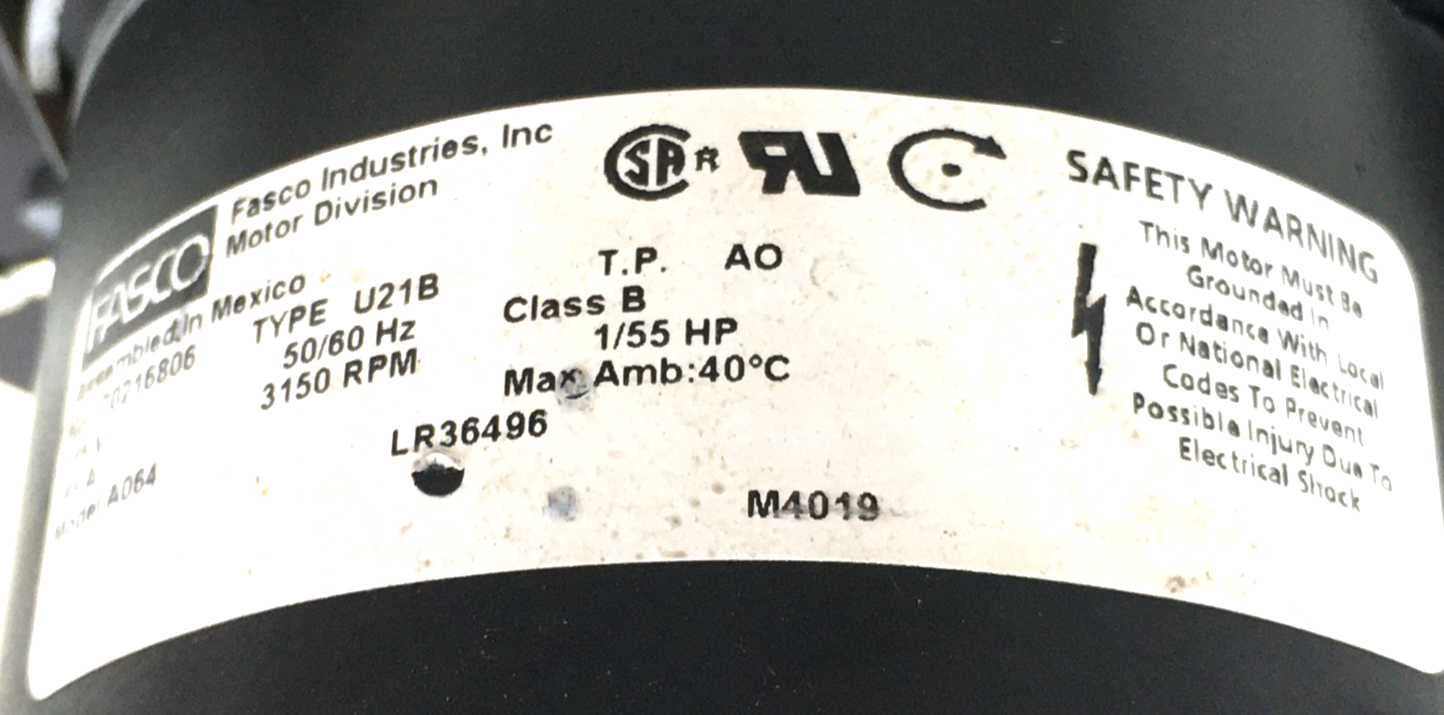 FASCO
Fasco Industries, Inc
Motor Division
Assembled in Mexico
TYPE U21B
50/60 Hz
3150 RPM
Model A064
LR36496
SA R
T.P. AO
Class B
1/55 HP
Max Amb:40°C
M4019
SAFETY WARNING
This Motor Must Be
Grounded In
Accordance With Local
Or National Electrical
Codes To Prevent
Possible Injury Due To
Electrical Shock